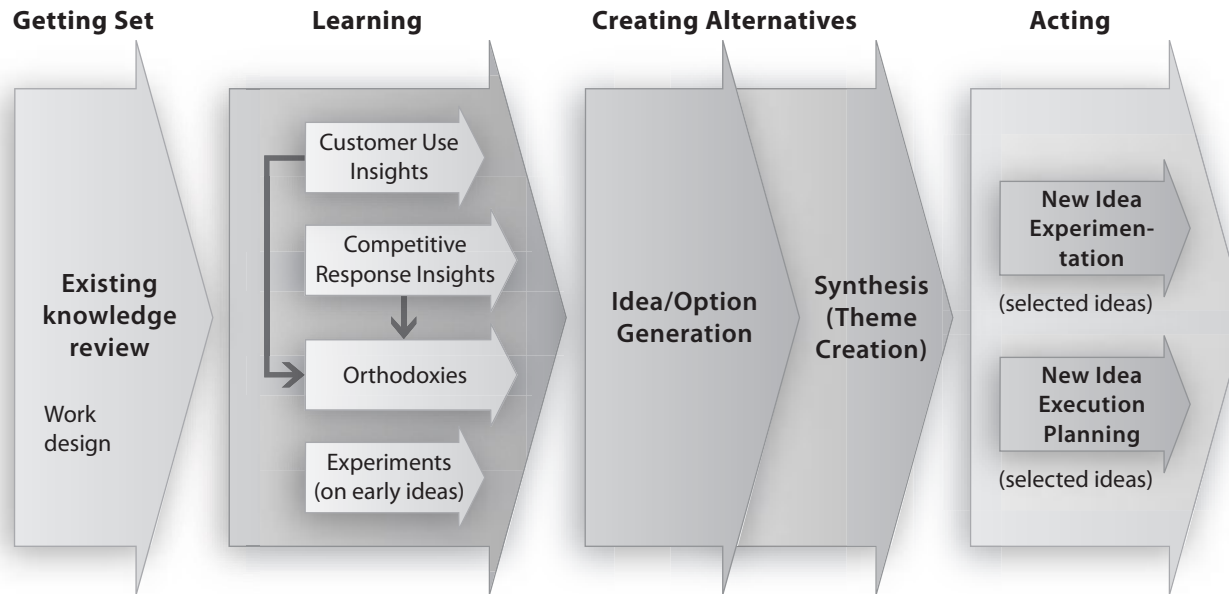 Getting Set
Learning
Creating Alternatives
Acting
Existing
knowledge
review
Work
design
Customer Use
Insights
Competitive
Response Insights
Orthodoxies
Experiments
(on early ideas)
Idea/Option
Generation
Synthesis
(Theme
Creation)
New Idea
Experimen-
tation
(selected ideas)
New Idea
Execution
Planning
(selected ideas)